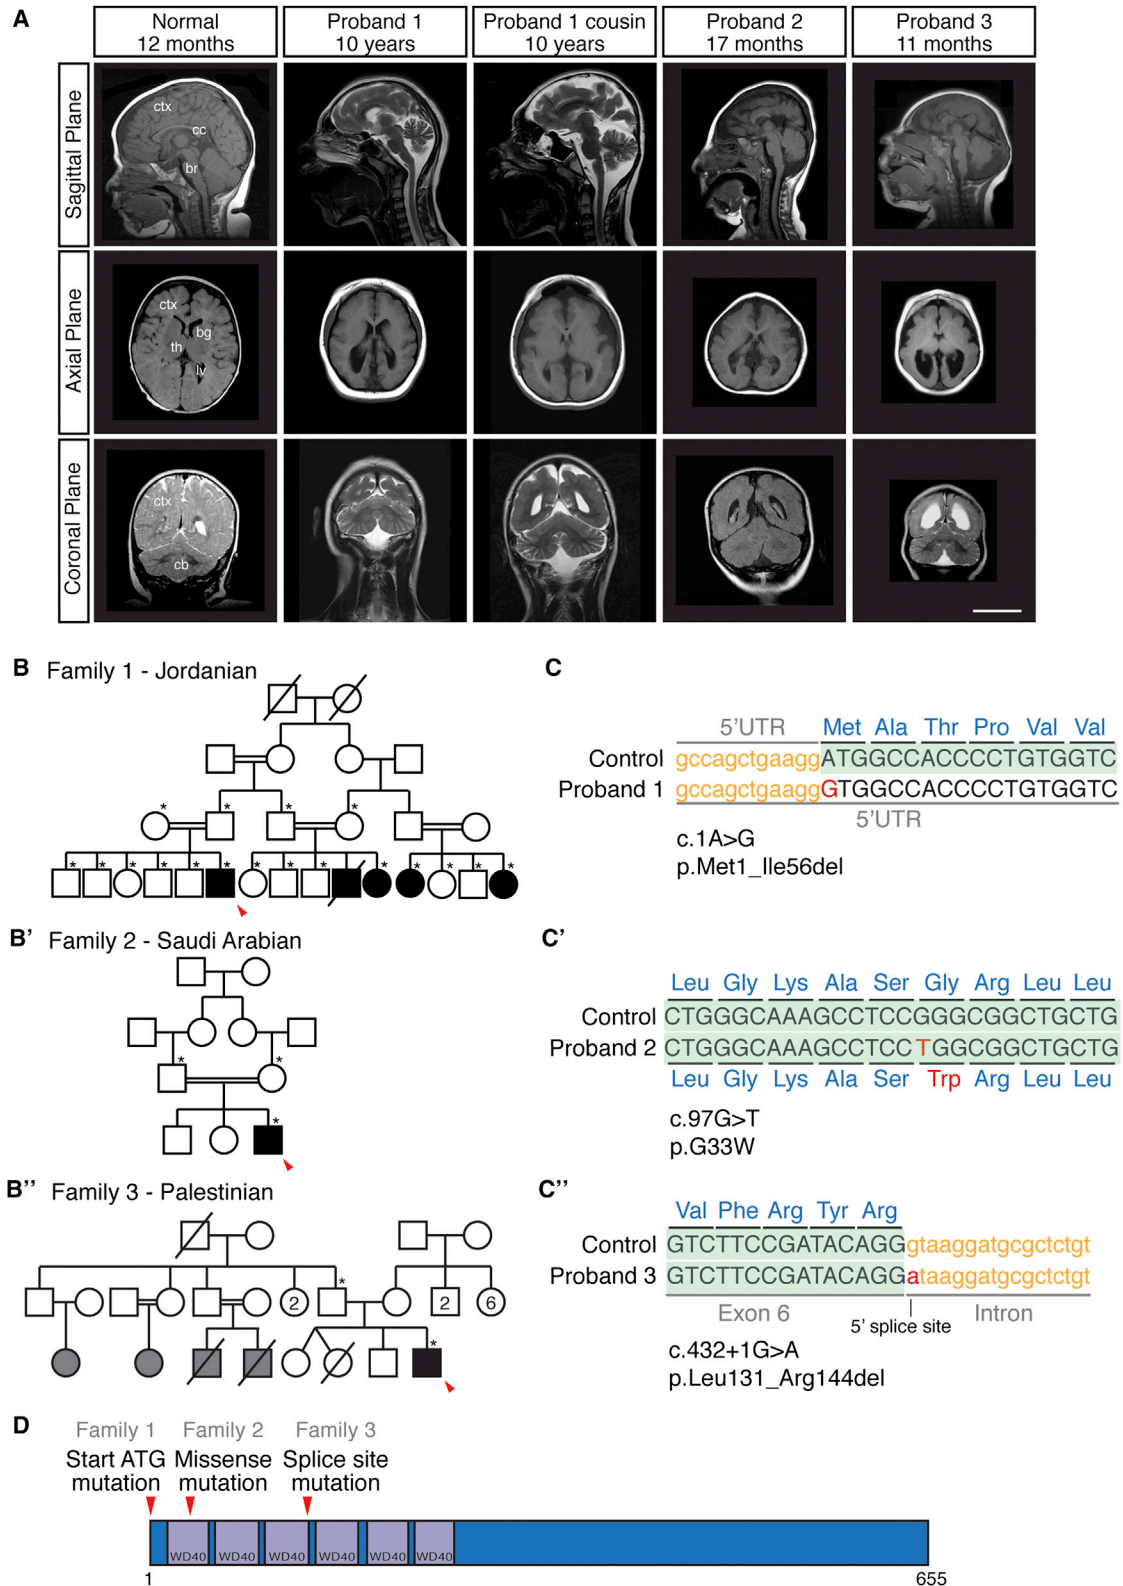 A
Normal
12 months
Proband 1
10 years
Proband 1 cousin
10 years
Proband 2
17 months
Proband 3
11 months
Sagittal Plane
ctx
cc
br
Axial Plane
ctx
bg
th
lv
Coronal Plane
ctx
cb
B Family 1 - Jordanian
* * *
* * * * * * * * * * * * * *
B' Family 2 - Saudi Arabian
* *
*
B'' Family 3 - Palestinian
*
2 2 6
*
C
5'UTR Met Ala Thr Pro Val Val
Control gccagctgaaggATGGCCACCCCTGTGGTC
Proband 1 gccagctgaaggGTGGCCACCCCTGTGGTC
5'UTR
c.1A>G
p.Met1_Ile56del
C'
Leu Gly Lys Ala Ser Gly Arg Leu Leu
Control CTGGGCAAAGCCTCCGGGCGGCTGCTG
Proband 2 CTGGGCAAAGCCTCCTGGCGGCTGCTG
Leu Gly Lys Ala Ser Trp Arg Leu Leu
c.97G>T
p.G33W
C''
Val Phe Arg Tyr Arg
Control GTCTTCCGATACAGGgtaaggatgcgctctgt
Proband 3 GTCTTCCGATACAGGataaggatgcgctctgt
Exon 6 5' splice site Intron
c.432+1G>A
p.Leu131_Arg144del
D
Family 1 Family 2 Family 3
Start ATG Missense Splice site
mutation mutation mutation
WD40 WD40 WD40 WD40 WD40 WD40
1 655